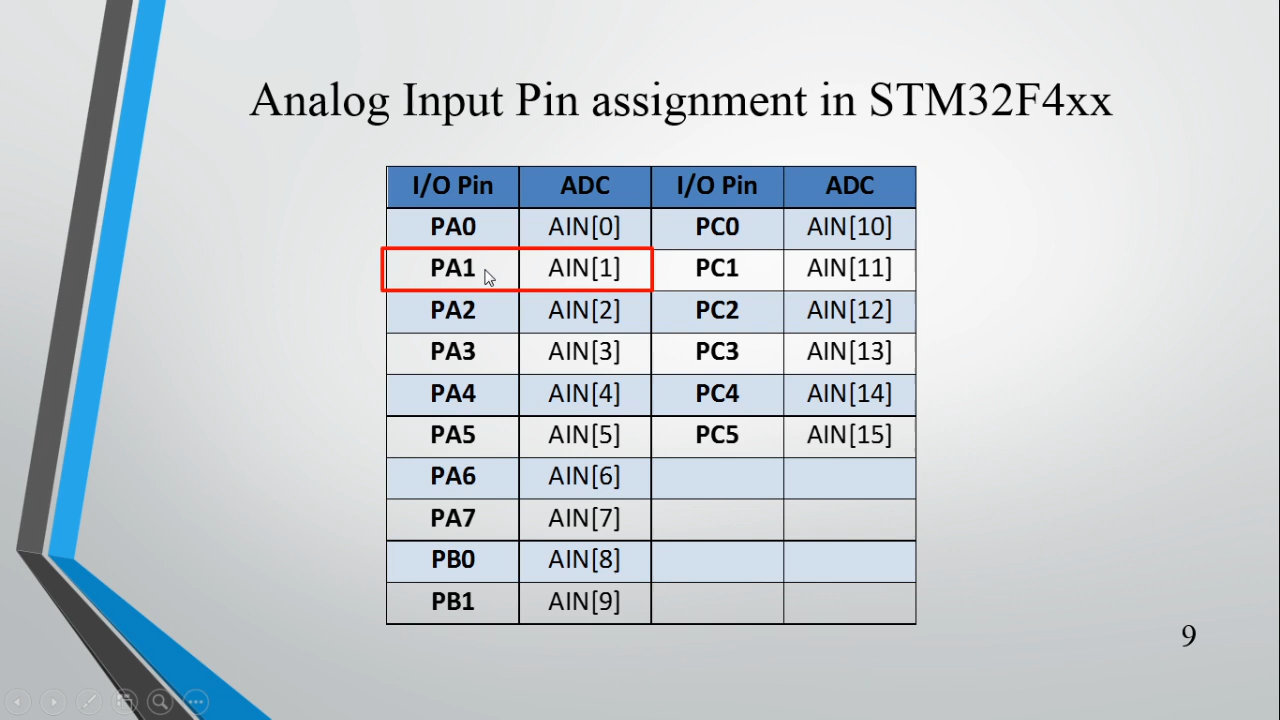 Analog Input Pin assignment in STM32F4xx
I/O Pin ADC I/O Pin ADC
PA0 AIN[0] PC0 AIN[10]
PA1 AIN[1] PC1 AIN[11]
PA2 AIN[2] PC2 AIN[12]
PA3 AIN[3] PC3 AIN[13]
PA4 AIN[4] PC4 AIN[14]
PA5 AIN[5] PC5 AIN[15]
PA6 AIN[6]
PA7 AIN[7]
PB0 AIN[8]
PB1 AIN[9]
9